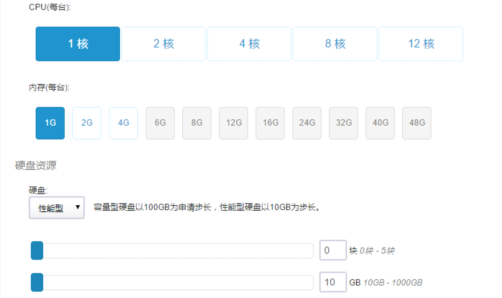 CPU(每台):
1 核 2 核 4 核 8 核 12 核
内存(每台):
1G 2G 4G 6G 8G 12G 16G 24G 32G 40G 48G
硬盘资源
硬盘:
性能型 容量型硬盘以100GB为申请步长，性能型硬盘以10GB为步长。
0 块 0块 - 5块
10 GB 10GB - 1000GB